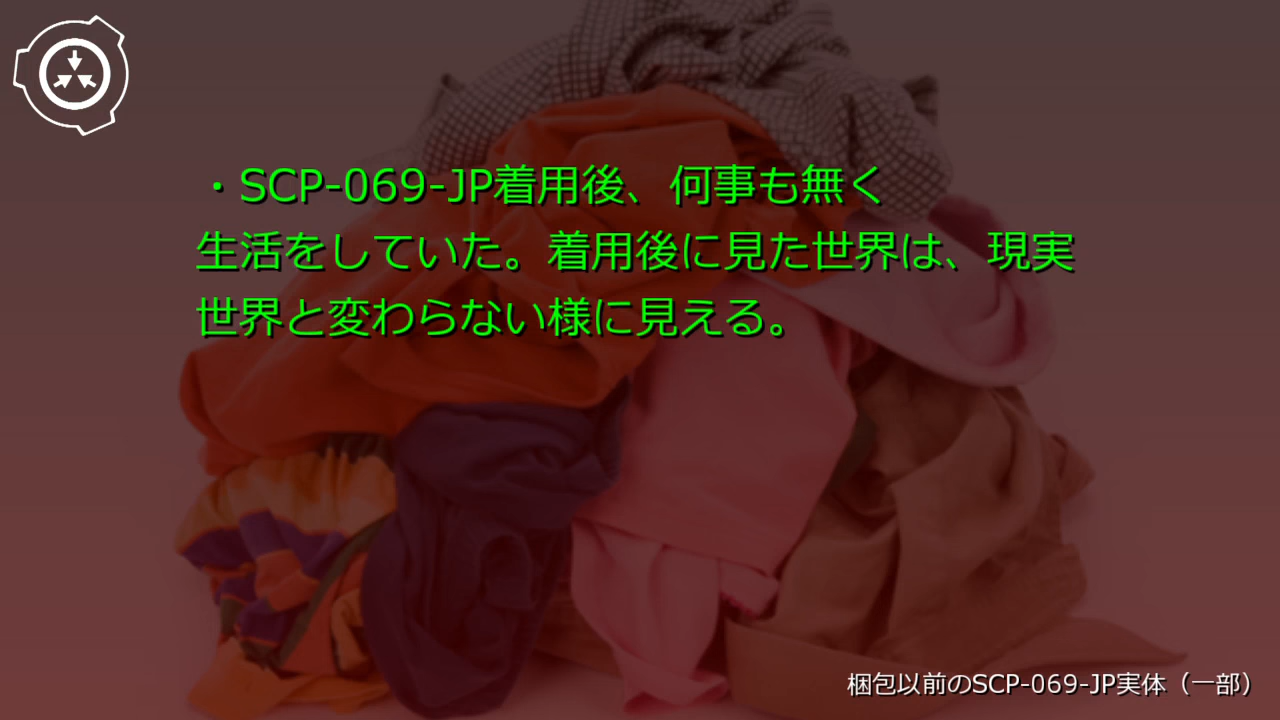 ・SCP-069-JP着用後、何事も無く
生活をしていた。着用後に見た世界は、現実
世界と変わらない様に見える。
梱包以前のSCP-069-JP実体（一部）